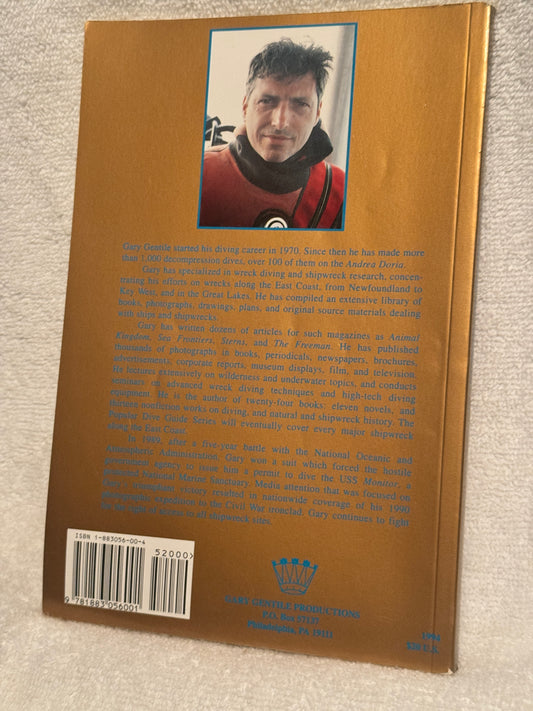 Gary Gentile started his diving career in 1970. Since then he has made more
than 1,000 decompression dives, over 100 of them on the Andrea Doria.
Gary has specialized in wreck diving and shipwreck research, concen-
trating his efforts on wrecks along the East Coast, from Newfoundland to
Key West, and in the Great Lakes. He has compiled an extensive library of
books, photographs, drawings, plans, and original source materials dealing
with ships and shipwrecks.
Gary has written dozens of articles for such magazines as Animal
Kingdom, Sea Frontiers, Sterns, and The Freeman. He has published
thousands of photographs in books, periodicals, newspapers, brochures,
advertisements, corporate reports, museum displays, film, and television.
He lectures extensively on wilderness and underwater topics, and conducts
seminars on advanced wreck diving techniques and high-tech diving
equipment. He is the author of twenty-four books: eleven novels, and
thirteen nonfiction works on diving, and natural and shipwreck history. The
Popular Dive Guide Series will eventually cover every major shipwreck
along the East Coast.
In 1989, after a five-year battle with the National Oceanic and
Atmospheric Administration, Gary won a suit which forced the hostile
government agency to issue him a permit to dive the USS Monitor, a
National Marine Sanctuary. Media attention that was focused on
Gary's triumphant victory resulted in nationwide coverage of his 1990
photographic expedition to the Civil War ironclad. Gary continues to fight
for the right of access to all shipwreck sites.
ISBN 1-883056-00-4
52000>
9 781883 056001
GARY GENTILE PRODUCTIONS
P.O. Box 57137
Philadelphia, PA 19111
1994
$20 U.S.